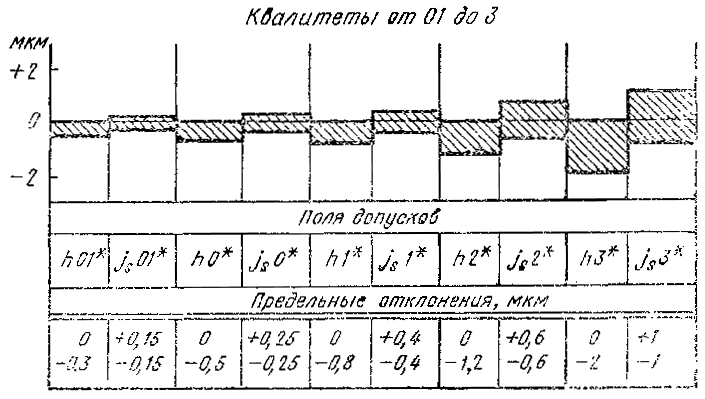 Квалитеты от 01 до 3
мкм
+2
0
−2
Поля допусков
h01* js01* h0* js0* h1* js1* h2* js2* h3* js3*
Предельные отклонения, мкм
0 +0,15 0 +0,25 0 +0,4 0 +0,6 0 +1
−0,3 −0,15 −0,5 −0,25 −0,8 −0,4 −1,2 −0,6 −2 −1